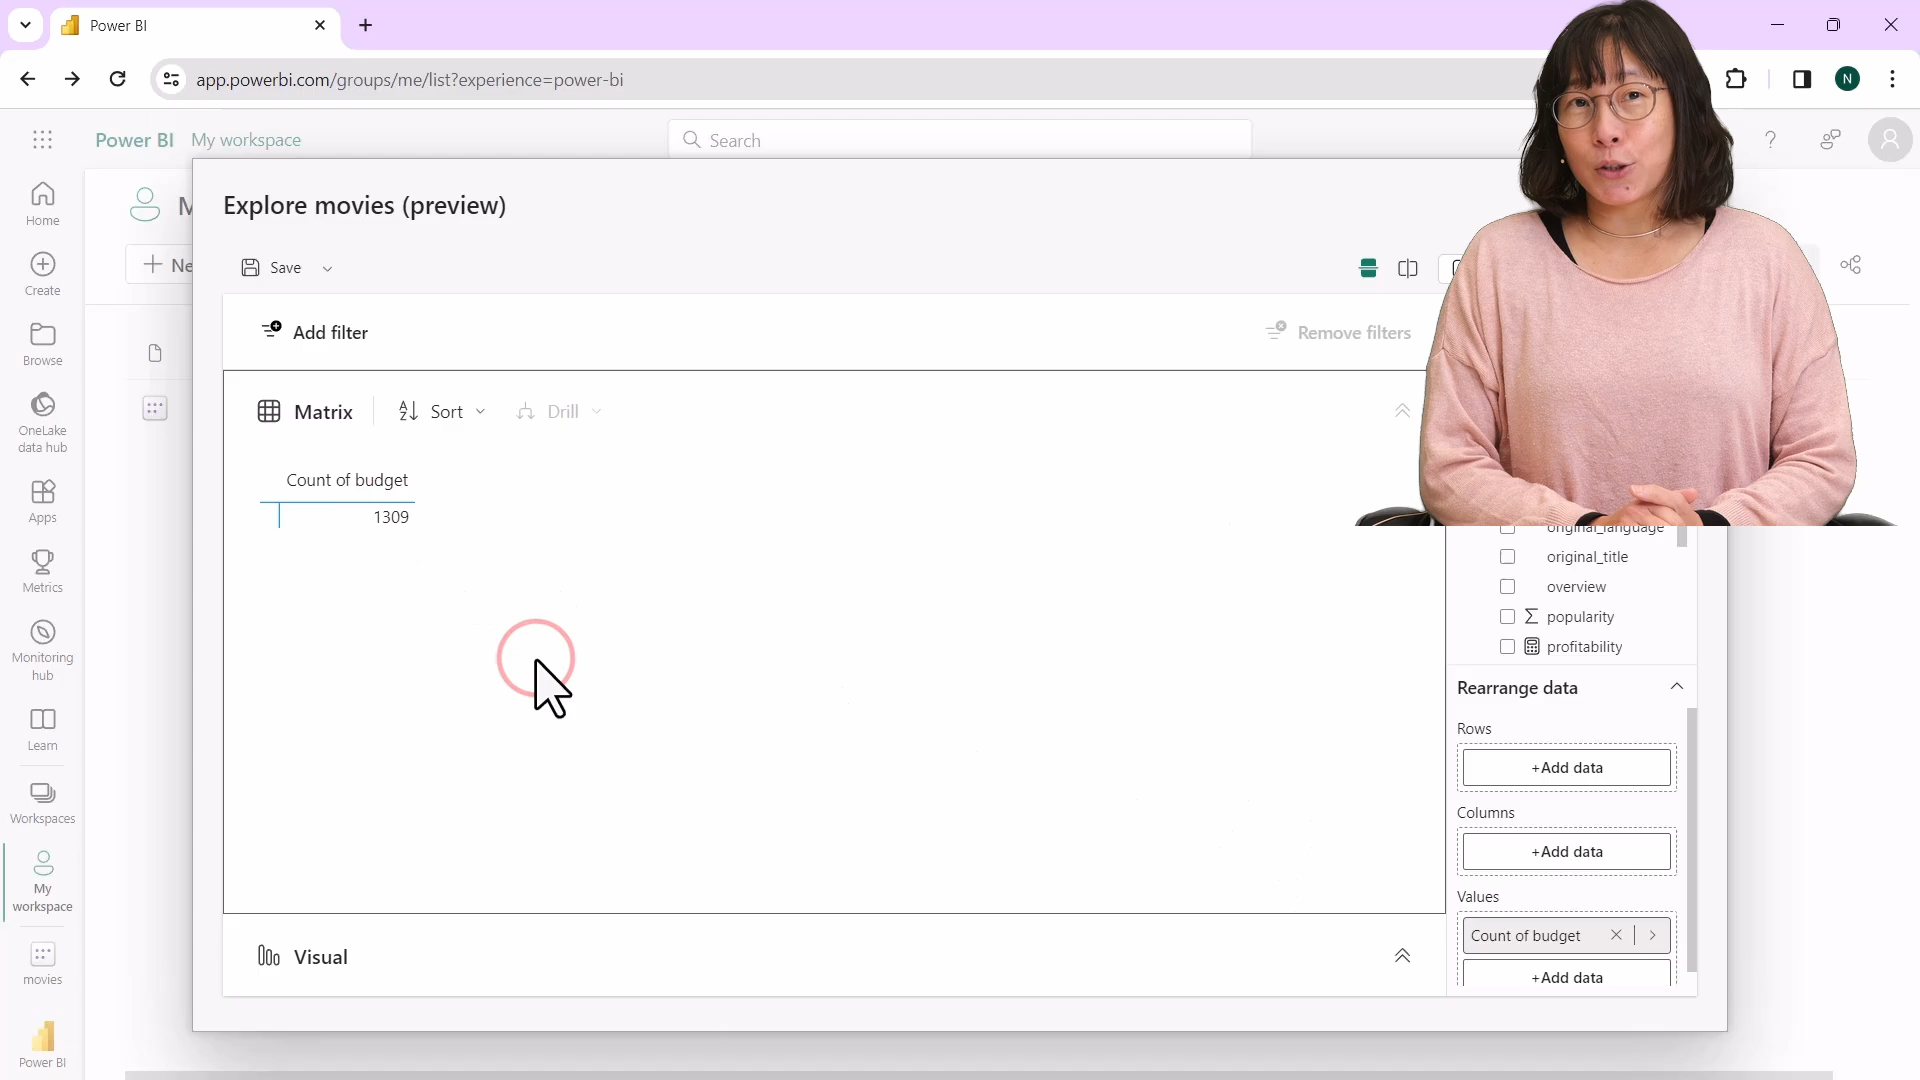 Power BI
app.powerbi.com/groups/me/list?experience=power-bi
N
Power BI My workspace
Search
Explore movies (preview)
Home
Save
Create
Add filter
Remove filters
Browse
Matrix
Sort
Drill
OneLake
data hub
Count of budget
1309
Apps
original_language
original_title
overview
popularity
profitability
Metrics
Monitoring
hub
Rearrange data
Rows
+Add data
Learn
Columns
+Add data
Workspaces
Values
Count of budget
+Add data
My
workspace
Visual
movies
Power BI